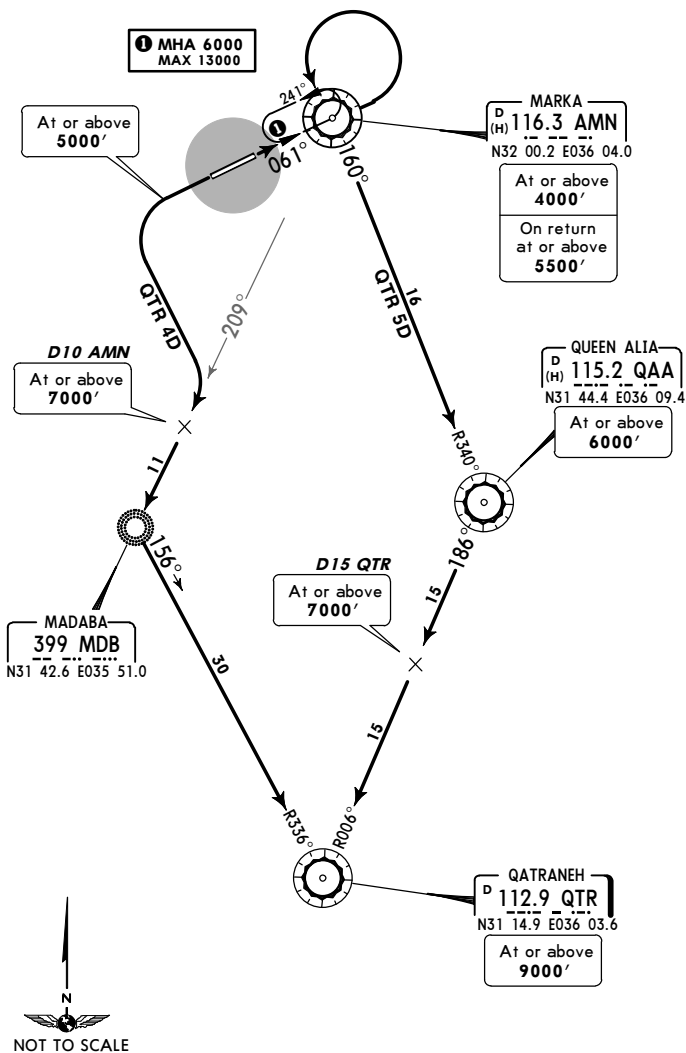 ❶ MHA 6000
MAX 13000
241°
At or above
5000′
❶
061°
160°
MARKA
D
(H) 116.3 AMN
N32 00.2 E036 04.0
At or above
4000′
On return
at or above
5500′
QTR 4D
209°
16
QTR 5D
D10 AMN
At or above
7000′
QUEEN ALIA
D
(H) 115.2 QAA
N31 44.4 E036 09.4
At or above
6000′
R340°
11
156°
186°
D15 QTR
At or above
7000′
15
MADABA
399 MDB
N31 42.6 E035 51.0
30
15
R336°
R006°
QATRANEH
D 112.9 QTR
N31 14.9 E036 03.6
At or above
9000′
N
NOT TO SCALE